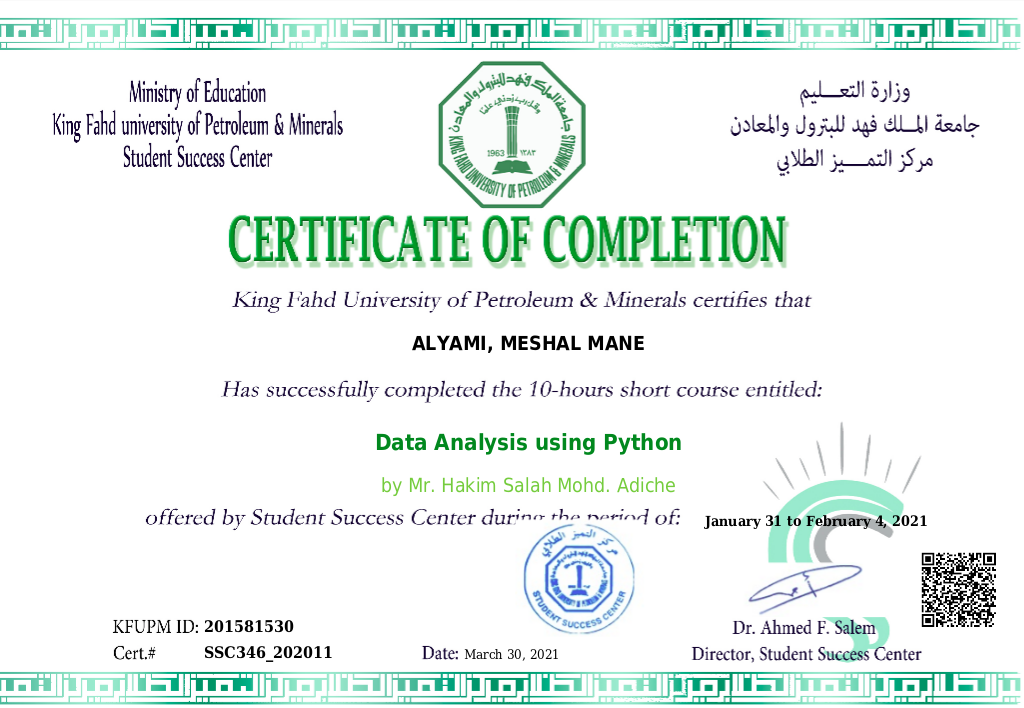 Ministry of Education
King Fahd university of Petroleum & Minerals
Student Success Center
وزارة التعـــليم
جامعة المـلك فهد للبترول والمعادن
مركز التمـــيز الطلابي
جامعة الملك فهد للبترول والمعادن
وقل رب زدني علما
1963 ١٣٨٣
KING FAHD UNIVERSITY OF PETROLEUM & MINERALS
CERTIFICATE OF COMPLETION
King Fahd University of Petroleum & Minerals certifies that
ALYAMI, MESHAL MANE
Has successfully completed the 10-hours short course entitled:
Data Analysis using Python
by Mr. Hakim Salah Mohd. Adiche
offered by Student Success Center during the period of: January 31 to February 4, 2021
مركز التميز الطلابي
STUDENT SUCCESS CENTER
KFUPM ID: 201581530
Cert.# SSC346_202011
Date: March 30, 2021
Dr. Ahmed F. Salem
Director, Student Success Center